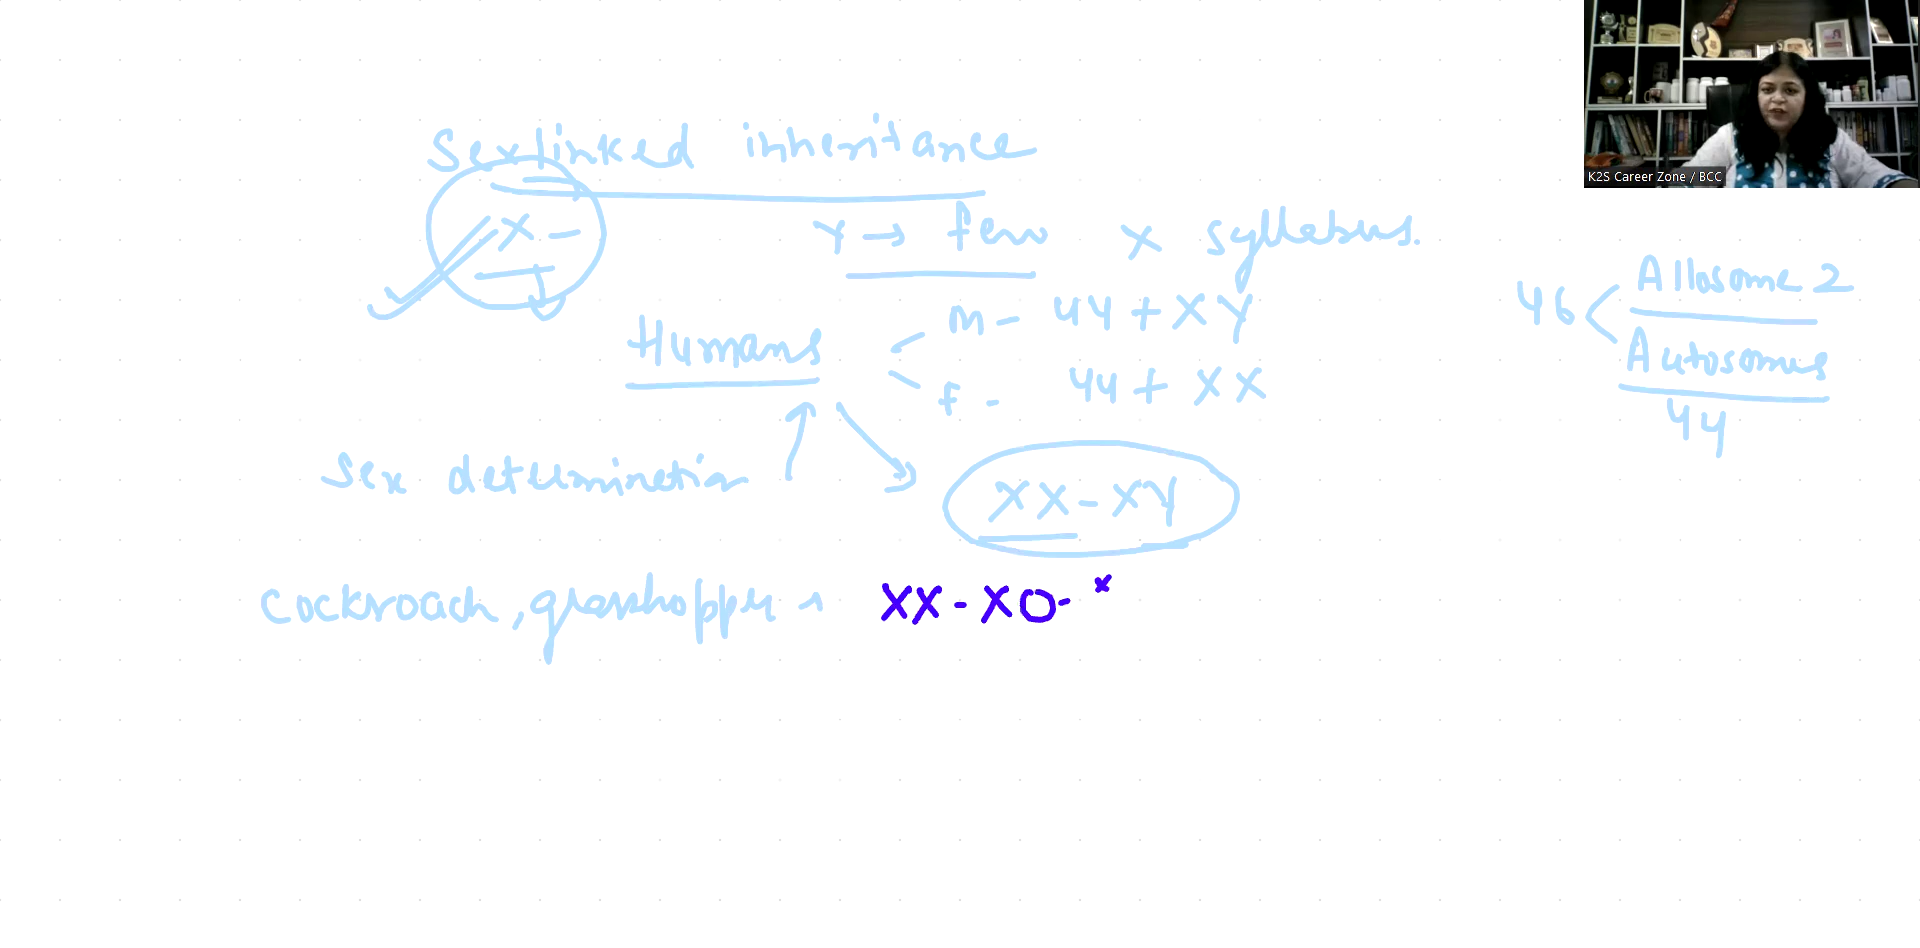 Sexlinked inheritance
X - Y → few X syllabus.
46 < Allosome 2
Autosomes
44
Humans < M - 44 + XY
f - 44 + XX
Sex determination
XX - XY
Cockroach, grasshopper XX - XO - x
K2S Career Zone / BCC